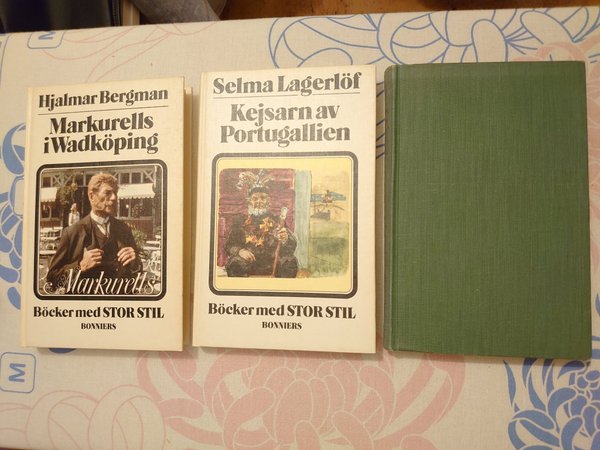 Hjalmar Bergman
Markurells
i Wadköping
Markurells
Böcker med STOR STIL
BONNIERS
Selma Lagerlöf
Kejsarn av
Portugallien
Böcker med STOR STIL
BONNIERS
M
M